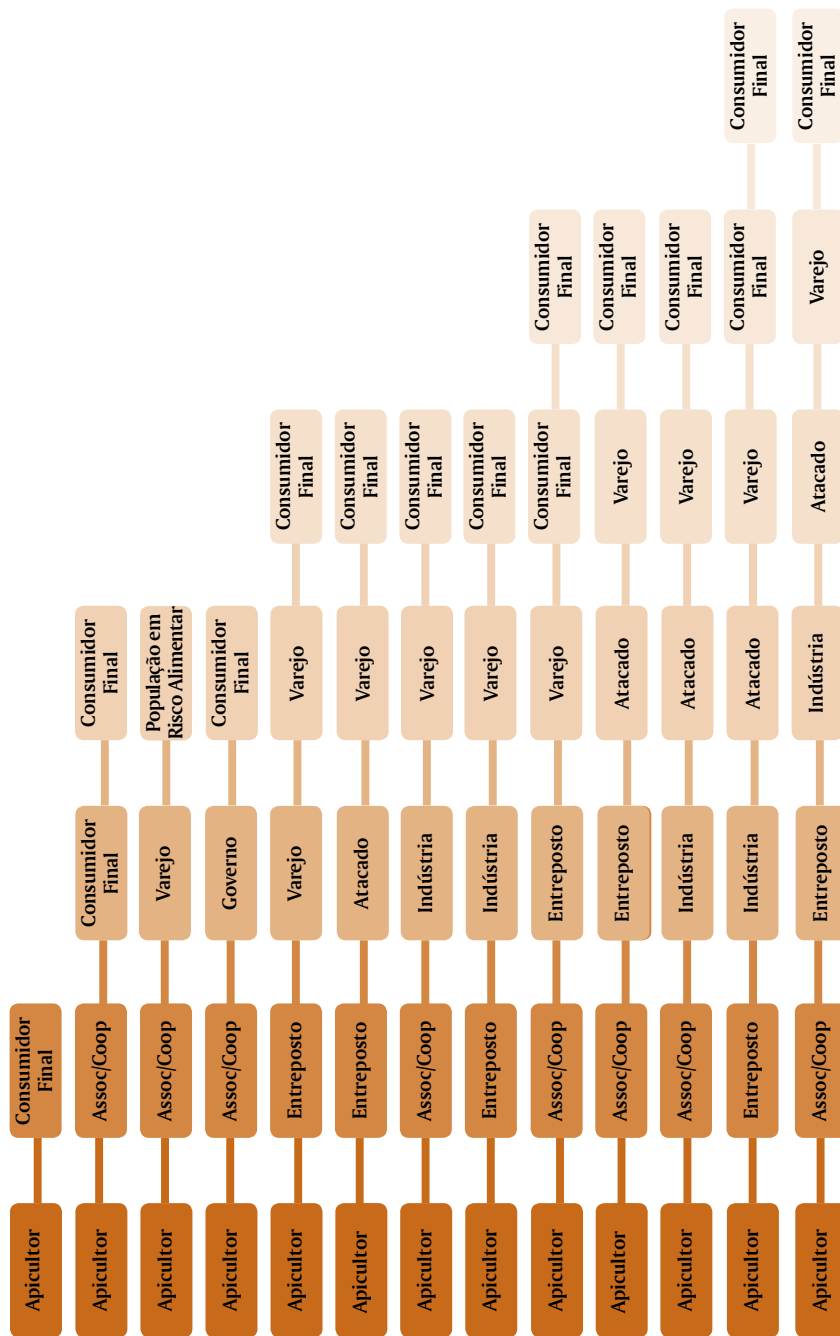 Apicultor
Consumidor
Final
Apicultor
Assoc/Coop
Consumidor
Final
Consumidor
Final
Apicultor
Assoc/Coop
Varejo
População em
Risco Alimentar
Apicultor
Assoc/Coop
Governo
Consumidor
Final
Apicultor
Entreposto
Varejo
Varejo
Consumidor
Final
Apicultor
Entreposto
Atacado
Varejo
Consumidor
Final
Apicultor
Assoc/Coop
Indústria
Varejo
Consumidor
Final
Apicultor
Entreposto
Indústria
Varejo
Consumidor
Final
Apicultor
Assoc/Coop
Entreposto
Varejo
Consumidor
Final
Consumidor
Final
Apicultor
Assoc/Coop
Entreposto
Atacado
Varejo
Consumidor
Final
Apicultor
Assoc/Coop
Indústria
Atacado
Varejo
Consumidor
Final
Apicultor
Entreposto
Indústria
Atacado
Varejo
Consumidor
Final
Consumidor
Final
Apicultor
Assoc/Coop
Entreposto
Indústria
Atacado
Varejo
Consumidor
Final